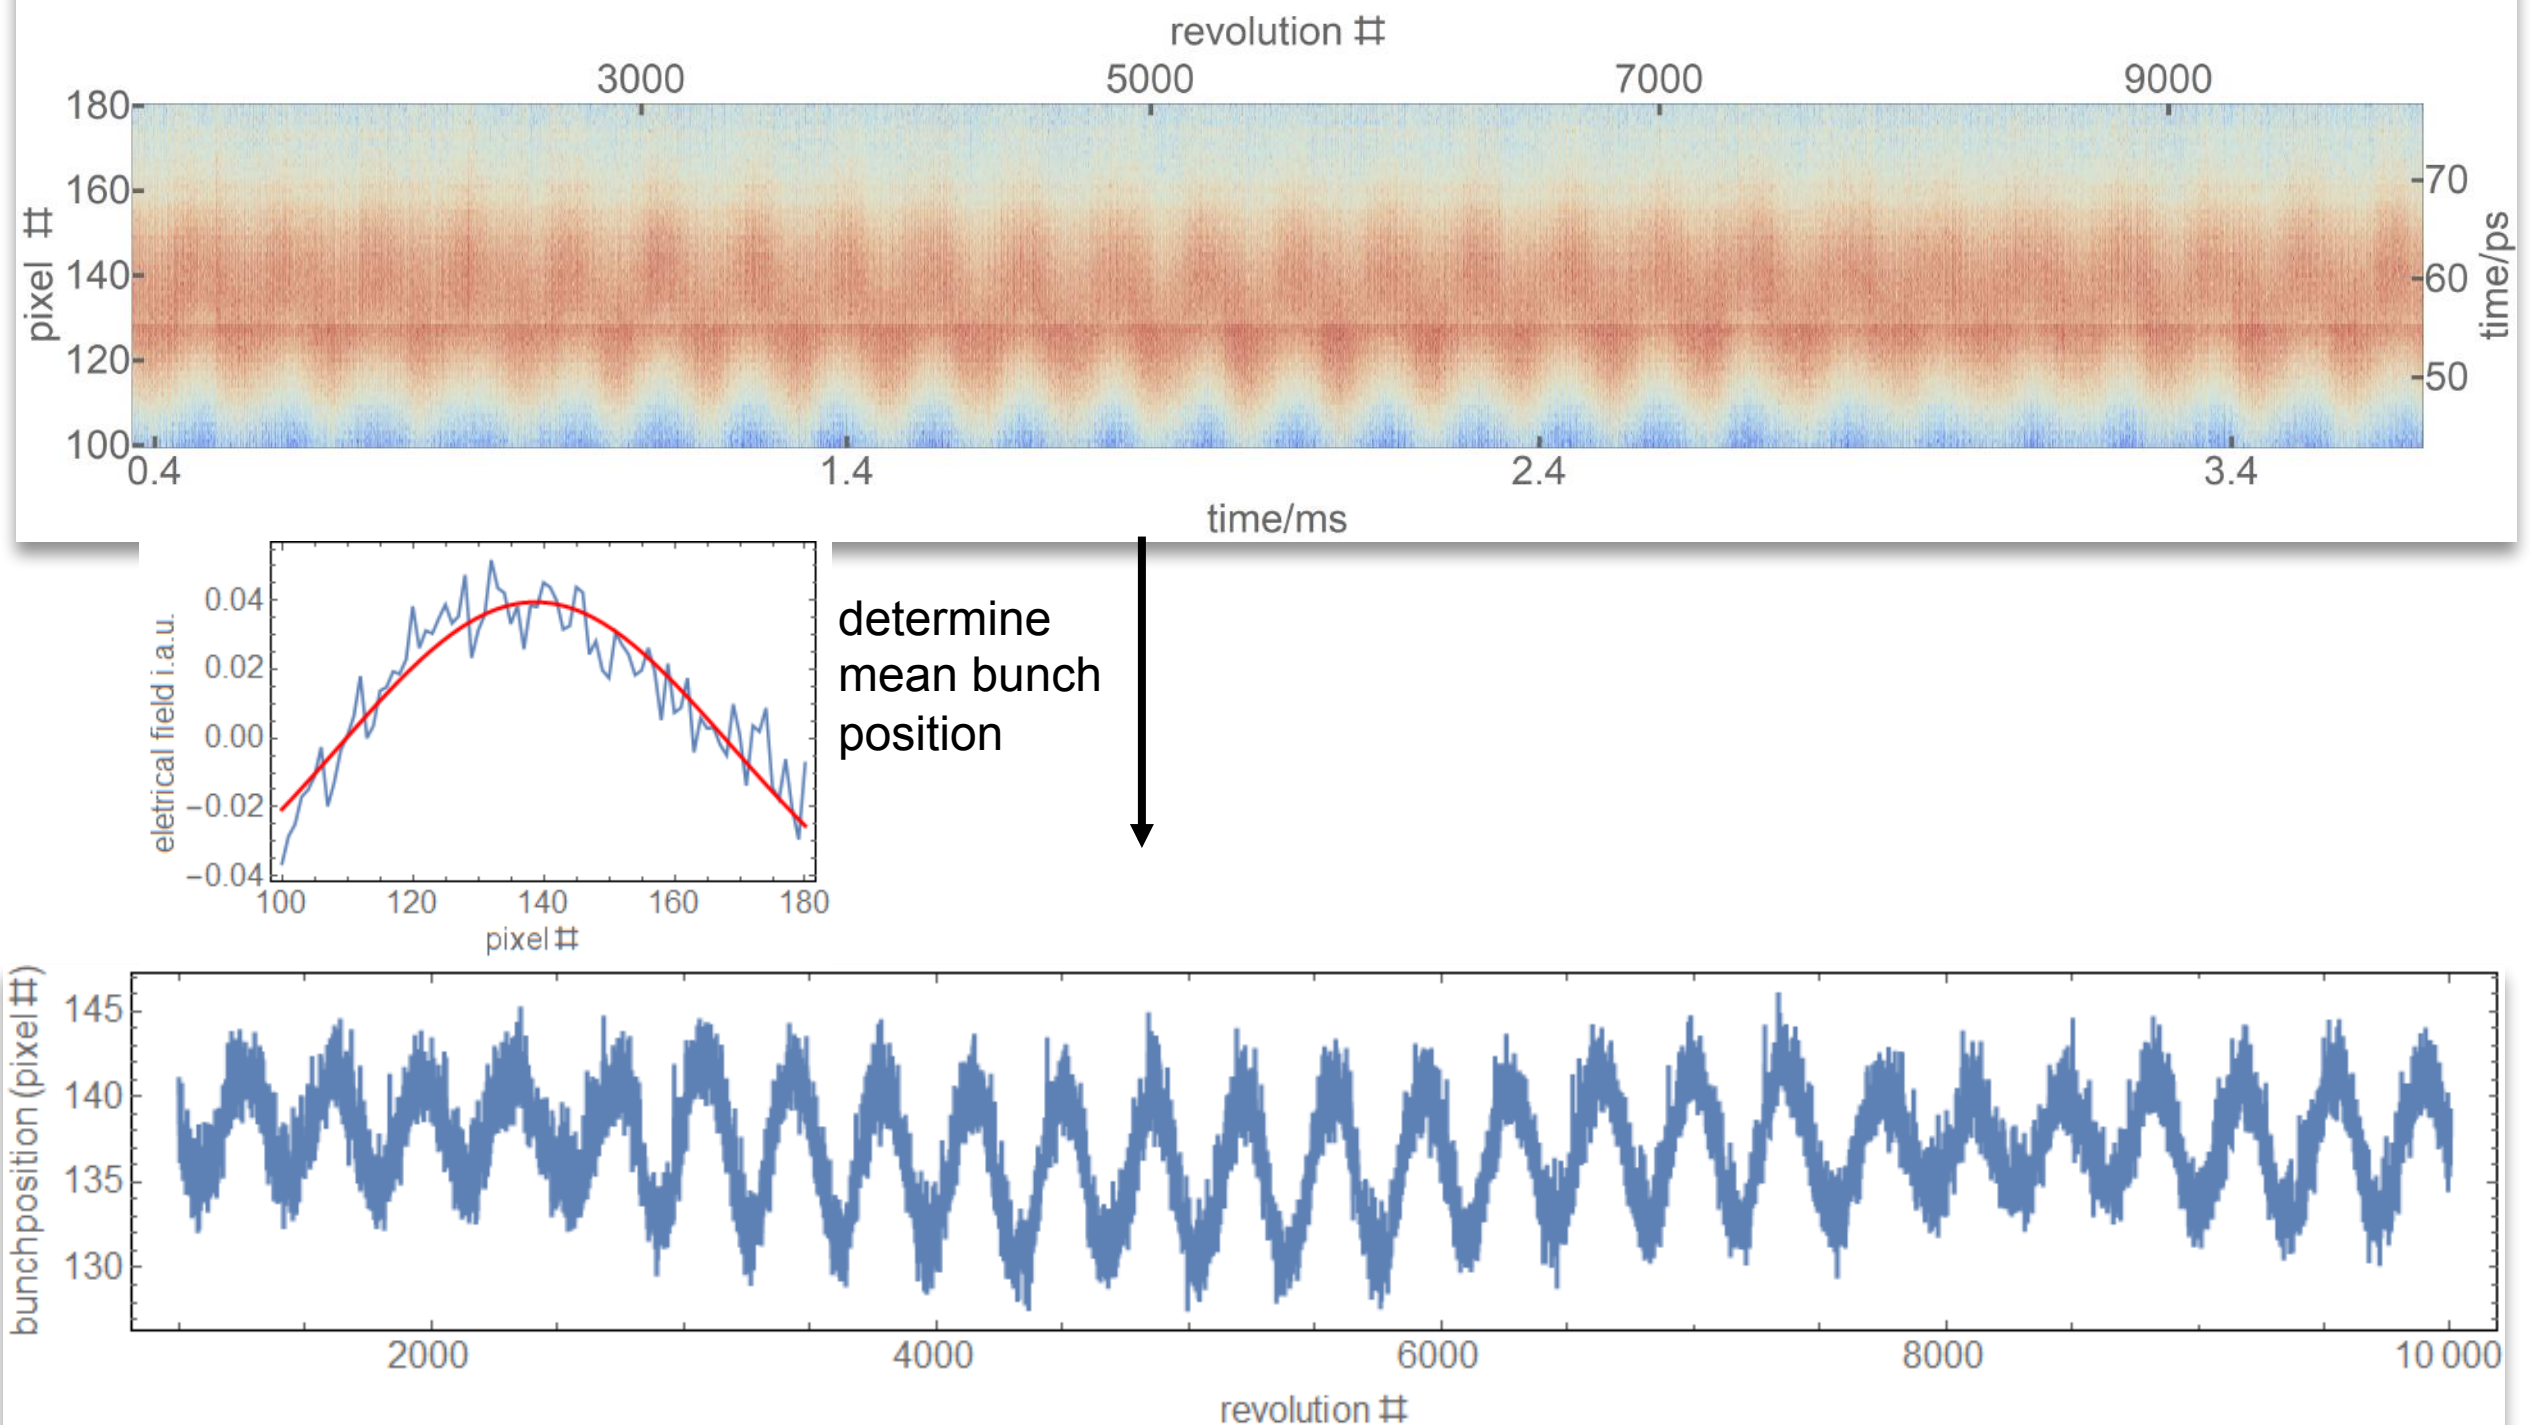 revolution #
3000 5000 7000 9000
180
160
140
120
100
pixel #
70
60
50
time/ps
0.4 1.4 2.4 3.4
time/ms
0.04
0.02
0.00
−0.02
−0.04
eletrical field i.a.u.
100 120 140 160 180
pixel #
determine
mean bunch
position
145
140
135
130
bunchposition (pixel #)
2000 4000 6000 8000 10 000
revolution #